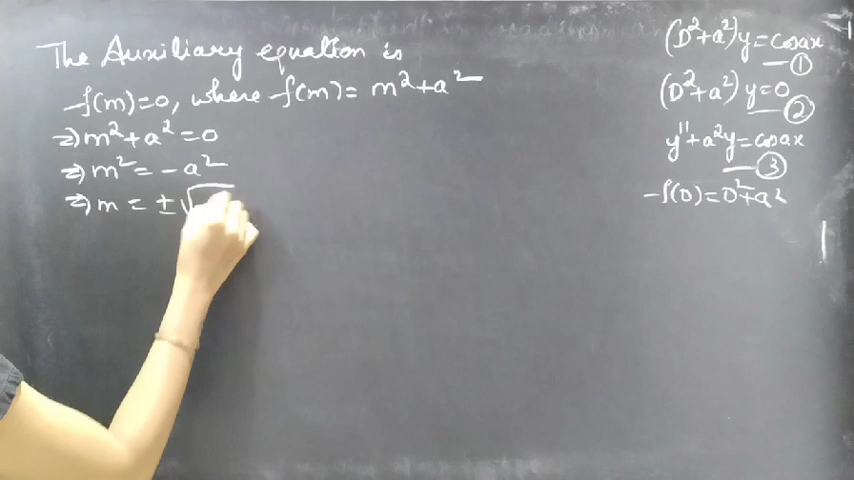 The Auxiliary equation is
f(m)=0, where f(m) = m²+a²
⇒ m²+a² = 0
⇒ m² = -a²
⇒ m = ±√
(D²+a²)y = cosax
— ①
(D²+a²) y = 0
— ②
y''+a²y = cosax
— ③
f(D) = D²+a²